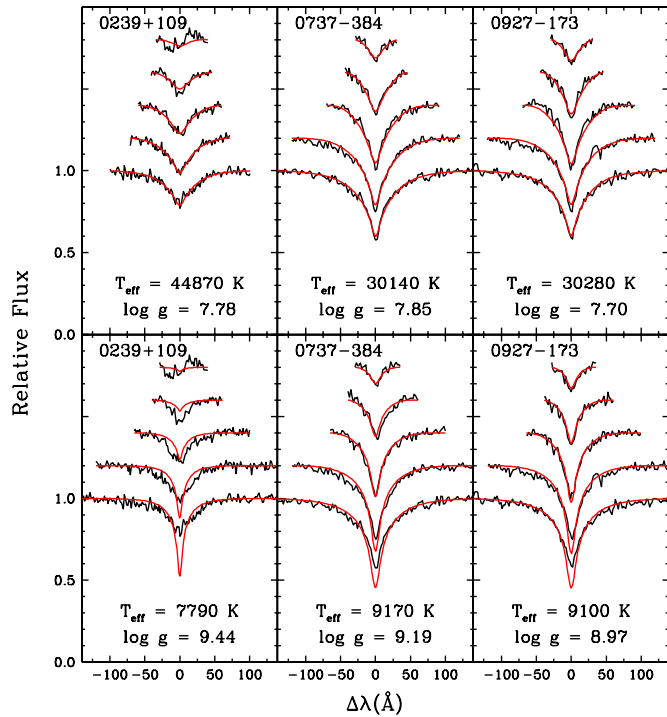 0239+109 0737−384 0927−173
1.0
0.5
T_eff = 44870 K T_eff = 30140 K T_eff = 30280 K
log g = 7.78 log g = 7.85 log g = 7.70
0.0
Relative Flux
0239+109 0737−384 0927−173
1.0
0.5
T_eff = 7790 K T_eff = 9170 K T_eff = 9100 K
log g = 9.44 log g = 9.19 log g = 8.97
0.0
−100 −50 0 50 100 −100 −50 0 50 100 −100 −50 0 50 100
Δλ(Å)